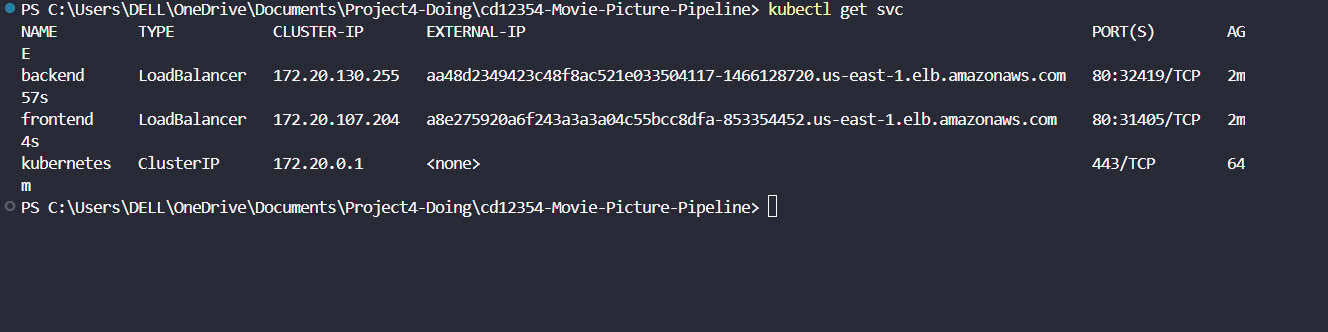 PS C:\Users\DELL\OneDrive\Documents\Project4-Doing\cd12354-Movie-Picture-Pipeline> kubectl get svc
NAME TYPE CLUSTER-IP EXTERNAL-IP PORT(S) AG
E
backend LoadBalancer 172.20.130.255 aa48d2349423c48f8ac521e033504117-1466128720.us-east-1.elb.amazonaws.com 80:32419/TCP 2m
57s
frontend LoadBalancer 172.20.107.204 a8e275920a6f243a3a3a04c55bcc8dfa-853354452.us-east-1.elb.amazonaws.com 80:31405/TCP 2m
4s
kubernetes ClusterIP 172.20.0.1 <none> 443/TCP 64
m
PS C:\Users\DELL\OneDrive\Documents\Project4-Doing\cd12354-Movie-Picture-Pipeline>